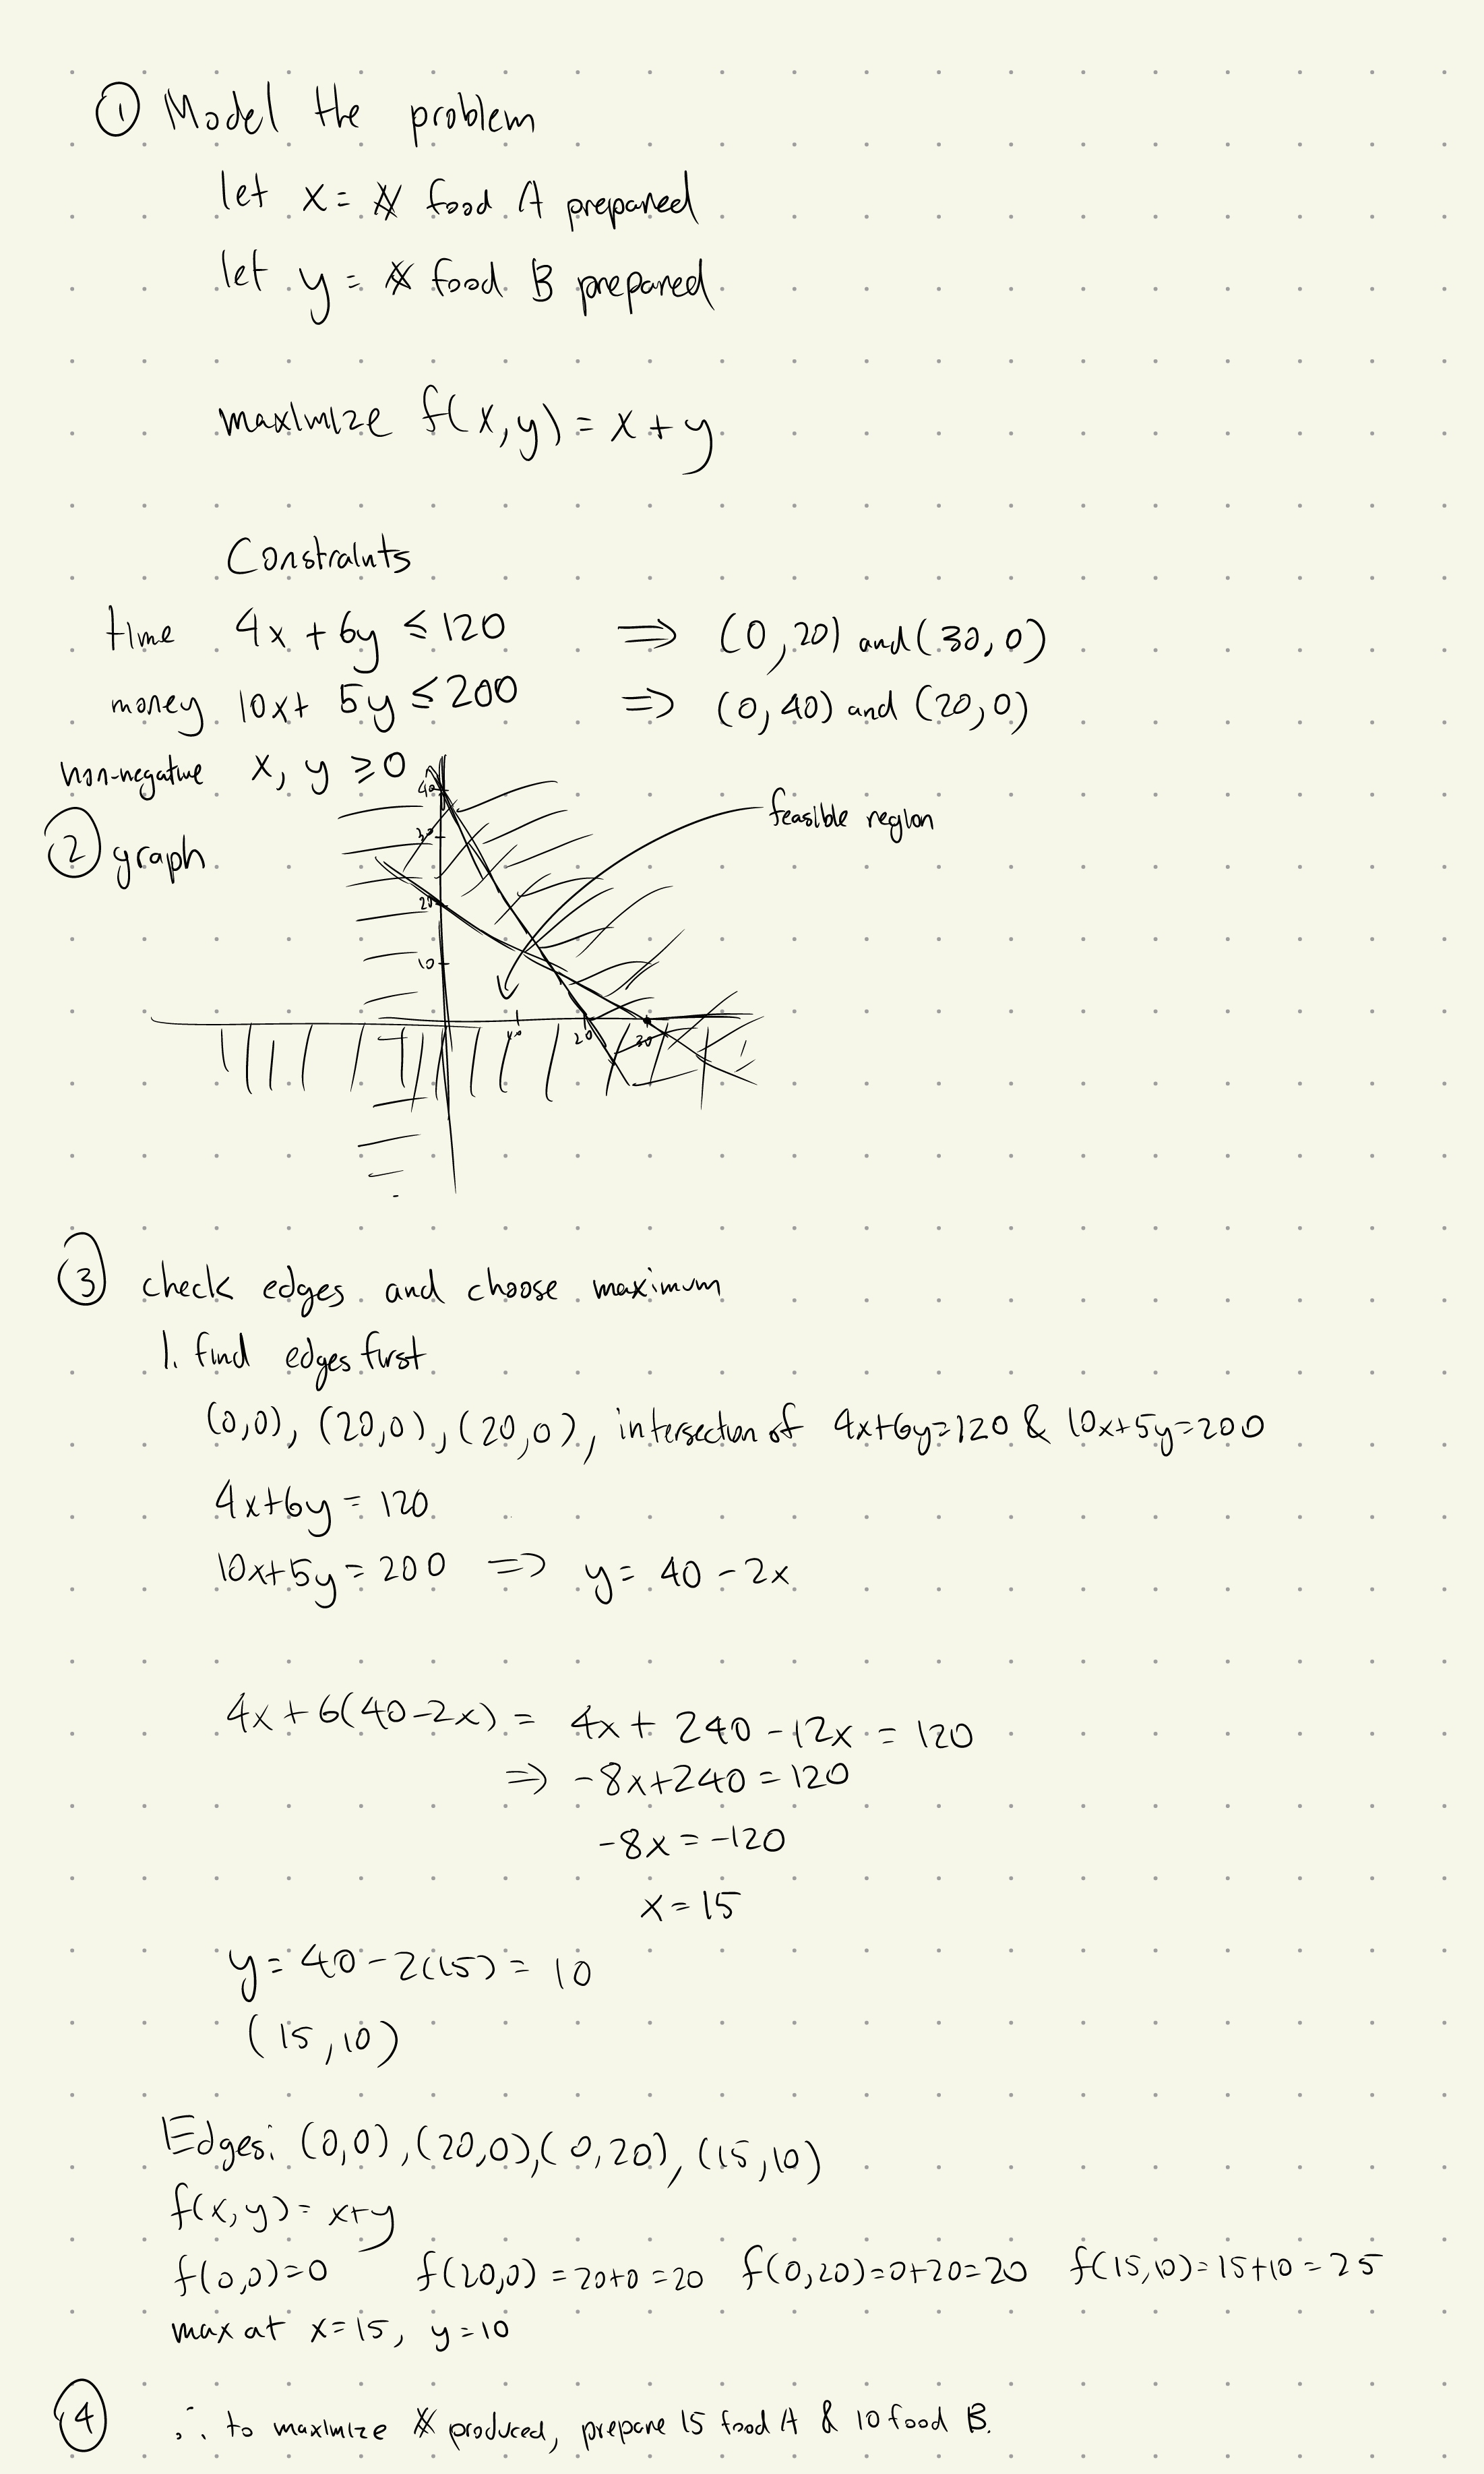 ① Model the problem
let x = # food A prepared
let y = # food B prepared
maximize f(x,y) = x + y
Constraints
time 4x + 6y ≤ 120 ⇒ (0,20) and (30,0)
money 10x + 5y ≤ 200 ⇒ (0,40) and (20,0)
non-negative x, y ≥ 0
② graph
feasible region
40
30
20
10
10 20 30
③ check edges and choose maximum
1. find edges first
(0,0), (20,0), (20,0), intersection of 4x+6y=120 & 10x+5y=200
4x+6y = 120
10x+5y = 200 ⇒ y = 40 - 2x
4x + 6(40-2x) = 4x + 240 - 12x = 120
⇒ -8x+240 = 120
-8x = -120
x = 15
y = 40 - 2(15) = 10
(15,10)
Edges: (0,0), (20,0), (0,20), (15,10)
f(x,y) = x+y
f(0,0)=0 f(20,0) = 20+0 = 20 f(0,20)=0+20=20 f(15,10)=15+10=25
max at x=15, y=10
④ ∴ to maximize # produced, prepare 15 food A & 10 food B.